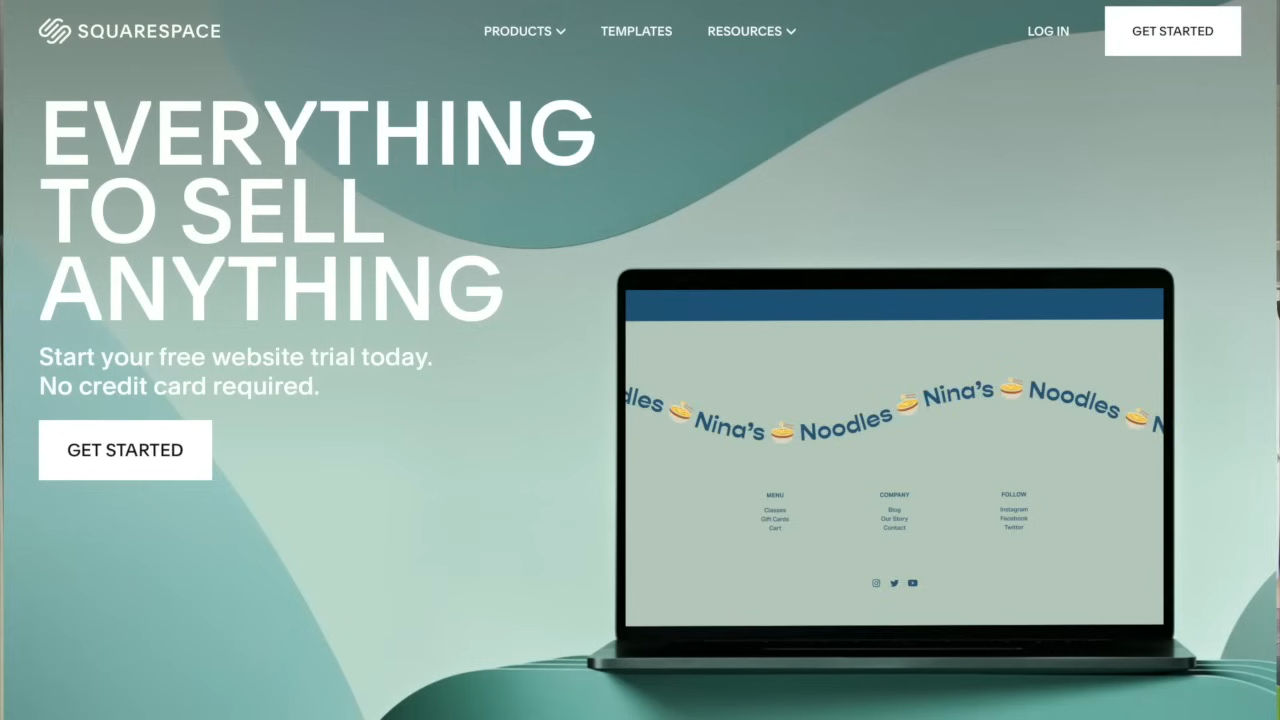 SQUARESPACE
PRODUCTS
TEMPLATES
RESOURCES
LOG IN
GET STARTED
EVERYTHING
TO SELL
ANYTHING
Start your free website trial today.
No credit card required.
GET STARTED
dles Nina's Noodles Nina's Noodles N
MENU
Classes
Gift Cards
Cart
COMPANY
Blog
Our Story
Contact
FOLLOW
Instagram
Facebook
Twitter